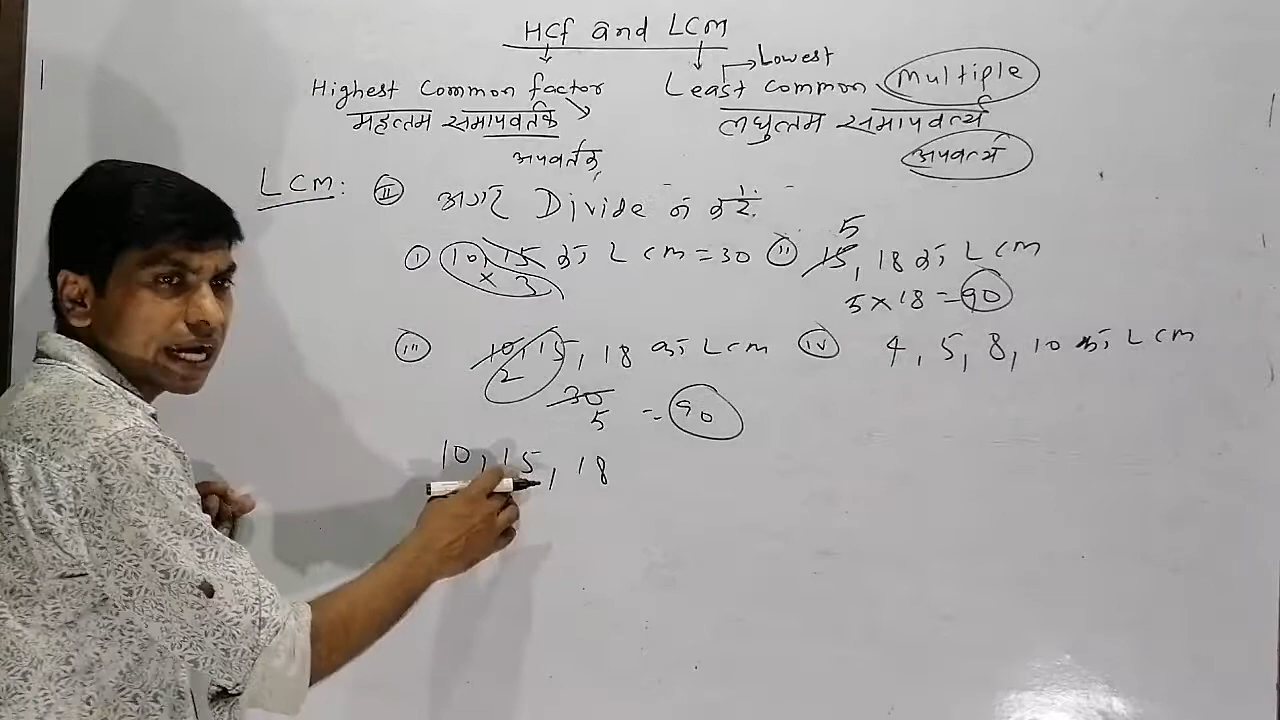 HCf and LCM
Lowest
Highest Common factor
Least Common Multiple
महत्तम समापवर्तक
लघुत्तम समापवर्त्य
अपवर्तक
अपवर्त्य
LCM: II अगर Divide न करें.
i 10, 15 का LCM = 30
× 3
ii 15, 18 का LCM
5
5 × 18 = 90
iii 10, 15, 18 का LCM
2
30
5 = 90
iv 4, 5, 8, 10 का LCM
10, 15, 18